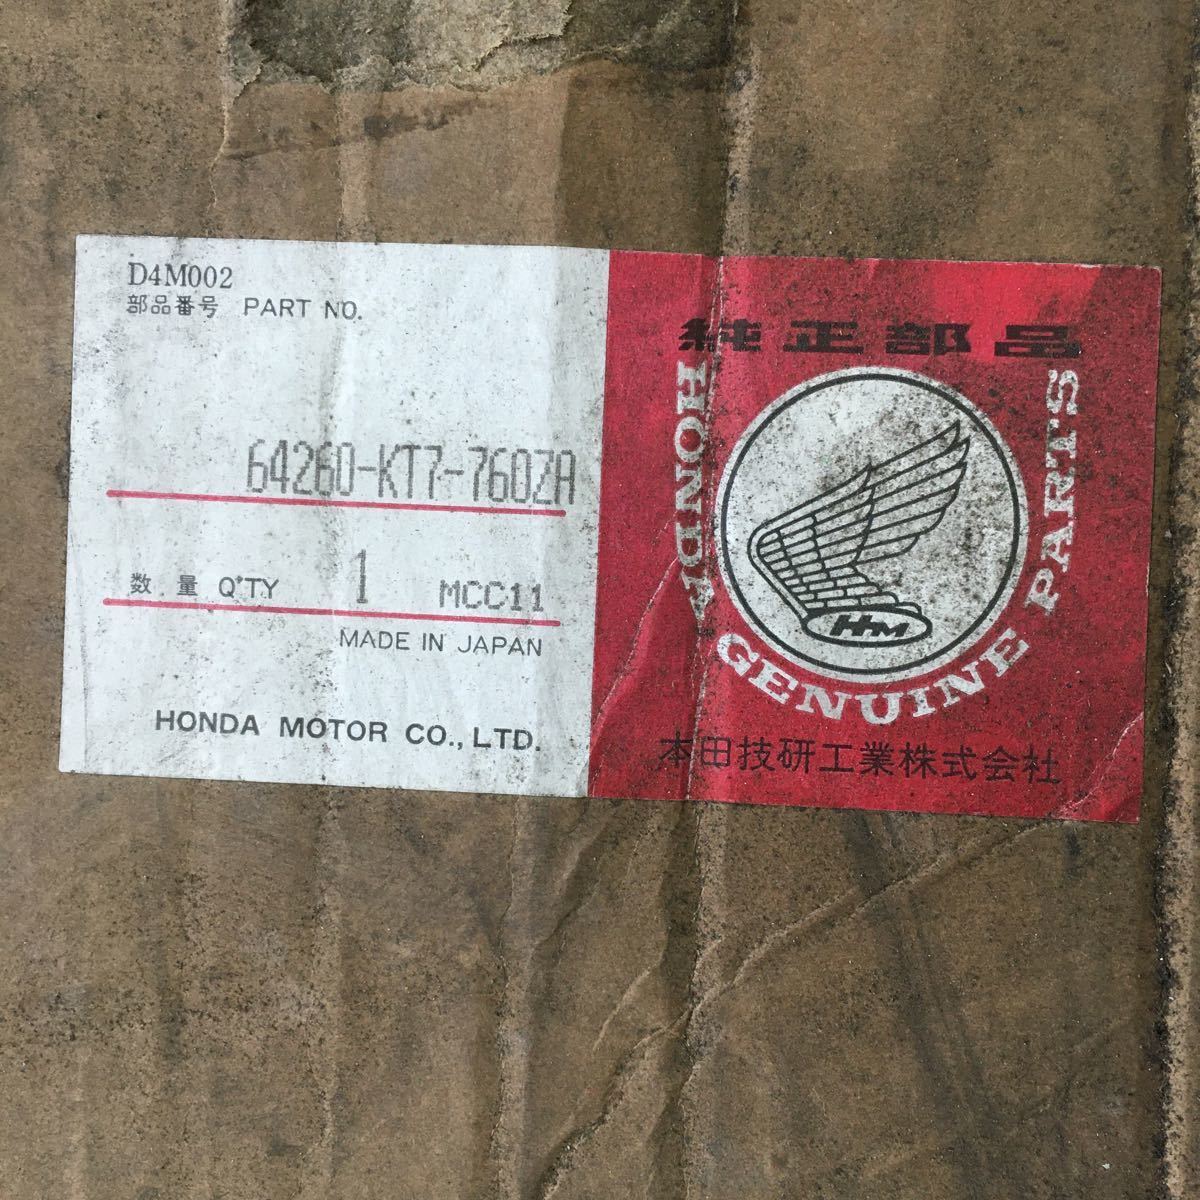 D4M002
部品番号 PART NO.
64260-KT7-760ZA
数量 Q'TY 1 MCC11
MADE IN JAPAN
HONDA MOTOR CO., LTD.
純正部品
HONDA GENUINE PARTS
HM
本田技研工業株式会社